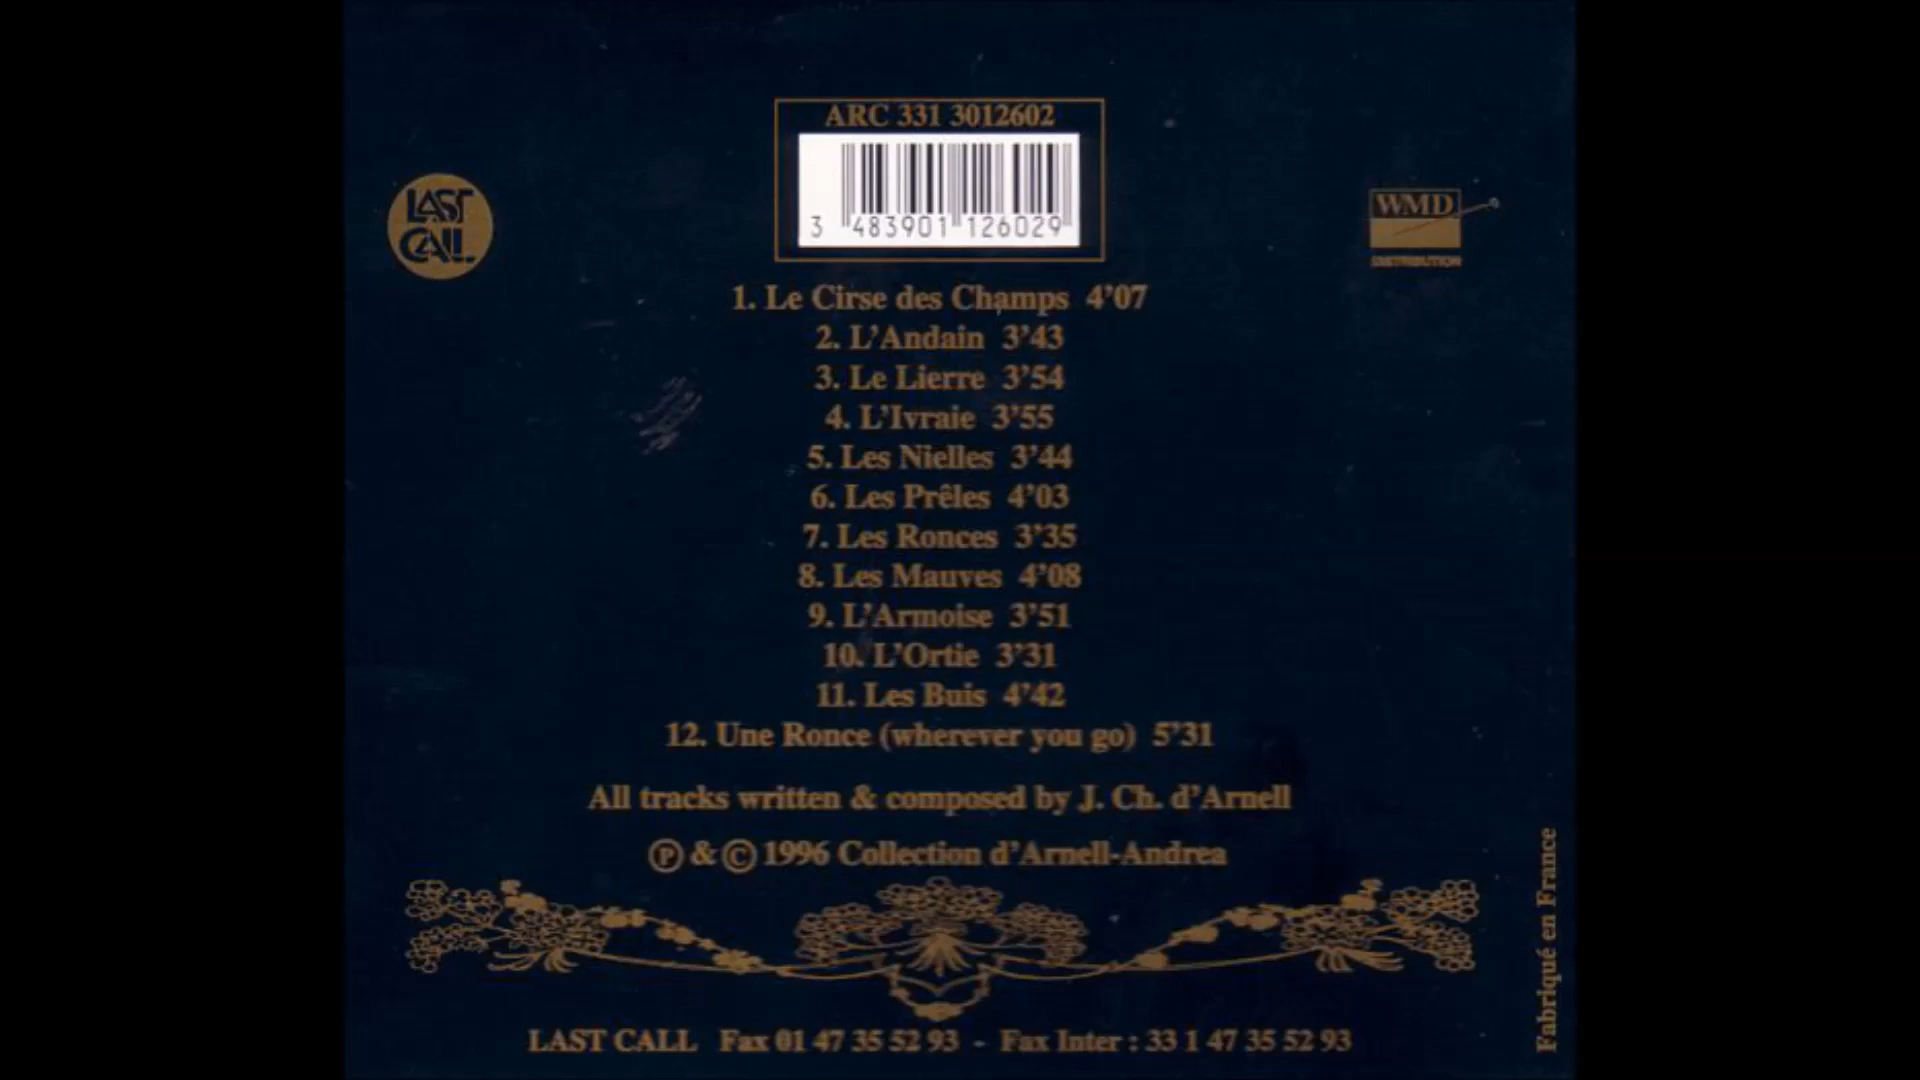 ARC 331 3012602
3 483901 126029
LAST CALL
WMD
DISTRIBUTION
1. Le Cirse des Champs 4’07
2. L’Andain 3’43
3. Le Lierre 3’54
4. L’Ivraie 3’55
5. Les Nielles 3’44
6. Les Prêles 4’03
7. Les Ronces 3’35
8. Les Mauves 4’08
9. L’Armoise 3’51
10. L’Ortie 3’31
11. Les Buis 4’42
12. Une Ronce (wherever you go) 5’31
All tracks written & composed by J. Ch. d’Arnell
Ⓟ & © 1996 Collection d’Arnell-Andrea
LAST CALL Fax 01 47 35 52 93 - Fax Inter : 33 1 47 35 52 93
Fabriqué en France